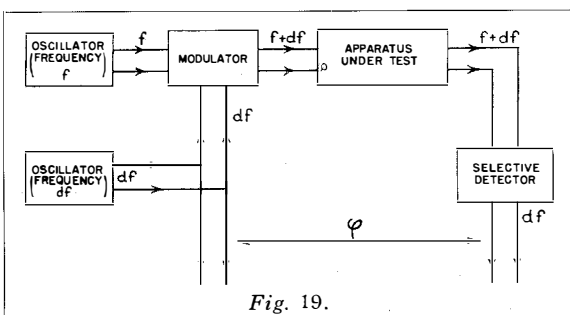 OSCILLATOR
(FREQUENCY)
f
f
MODULATOR
f+df
APPARATUS
UNDER TEST
f+df
df
OSCILLATOR
(FREQUENCY)
df
df
SELECTIVE
DETECTOR
df
φ
Fig. 19.